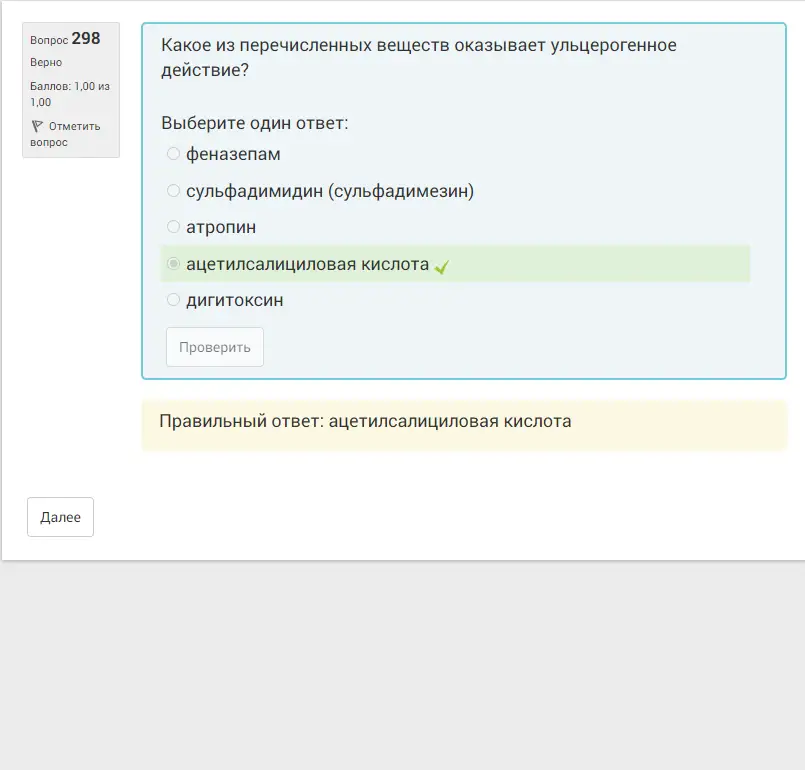 Вопрос 298
Верно
Баллов: 1,00 из
1,00
Отметить
вопрос
Какое из перечисленных веществ оказывает ульцерогенное
действие?
Выберите один ответ:
феназепам
сульфадимидин (сульфадимезин)
атропин
ацетилсалициловая кислота
дигитоксин
Проверить
Правильный ответ: ацетилсалициловая кислота
Далее